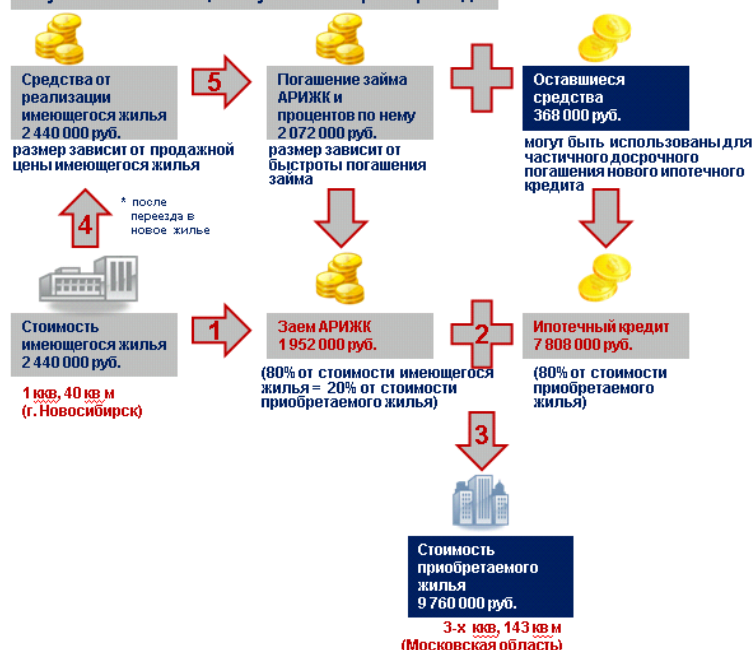 Средства от
реализации
имеющегося жилья
2 440 000 руб.
размер зависит от продажной
цены имеющегося жилья
5
Погашение займа
АРИЖК и
процентов по нему
2 072 000 руб.
размер зависит от
быстроты погашения
займа
Оставшиеся
средства
368 000 руб.
могут быть использованы для
частичного досрочного
погашения нового ипотечного
кредита
4
* после
переезда в
новое жилье
Стоимость
имеющегося жилья
2 440 000 руб.
1 ккв, 40 кв м
(г. Новосибирск)
1
Заем АРИЖК
1 952 000 руб.
(80% от стоимости имеющегося
жилья = 20% от стоимости
приобретаемого жилья)
2
Ипотечный кредит
7 808 000 руб.
(80% от стоимости
приобретаемого
жилья)
3
Стоимость
приобретаемого
жилья
9 760 000 руб.
3-х ккв, 143 кв м
(Московская область)